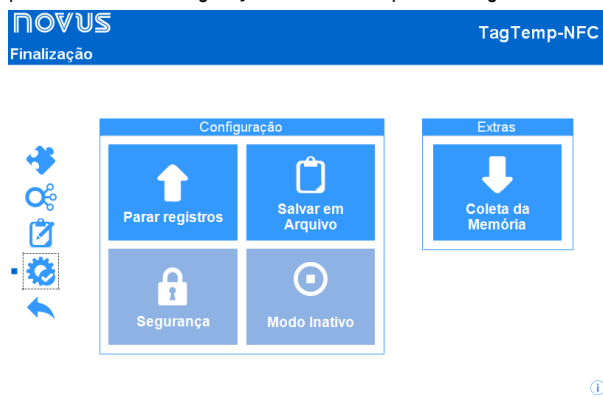 NOVUS
TagTemp-NFC
Finalização
Configuração
Extras
Parar registros
Salvar em
Arquivo
Coleta da
Memória
Segurança
Modo Inativo
i